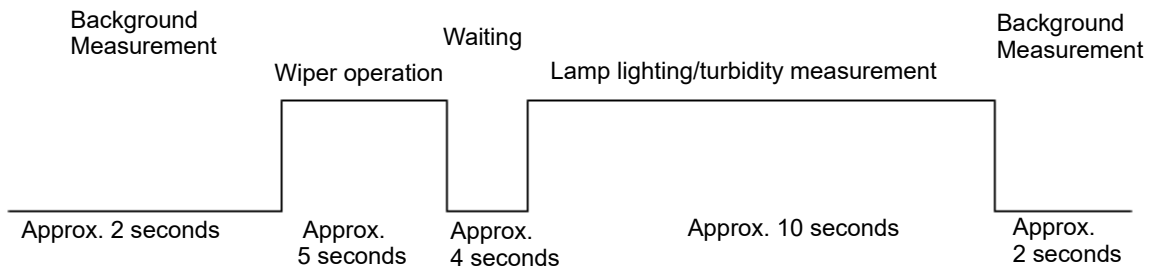 Background
Measurement
Waiting
Background
Measurement
Wiper operation
Lamp lighting/turbidity measurement
Approx. 2 seconds
Approx.
5 seconds
Approx.
4 seconds
Approx. 10 seconds
Approx.
2 seconds